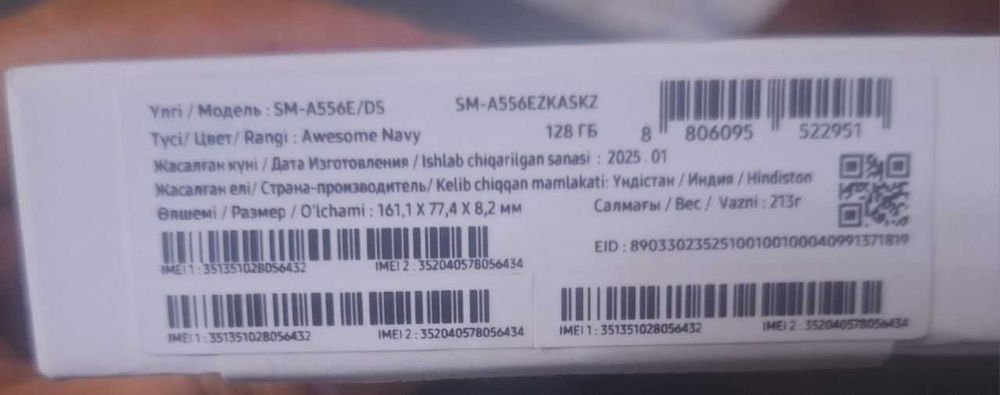 Үлгі / Модель : SM-A556E/DS SM-A556EZKASKZ
Түсі/ Цвет/ Rangi : Awesome Navy 128 ГБ 8 806095 522951
Жасалған күні / Дата Изготовления / Ishlab chiqarilgan sanasi : 2025 . 01
Жасалған елі/ Страна-производитель/ Kelib chiqqan mamlakati: Үндістан / Индия / Hindiston
Өлшемі / Размер / O'lchami : 161,1 X 77,4 X 8,2 мм Салмағы / Вес / Vazni : 213г
EID : 89033023525100100100040991371819
IMEI 1 : 351351028056432 IMEI 2 : 352040578056434
IMEI 1 : 351351028056432 IMEI 2 : 352040578056434
IMEI 1 : 351351028056432 IMEI 2 : 352040578056434